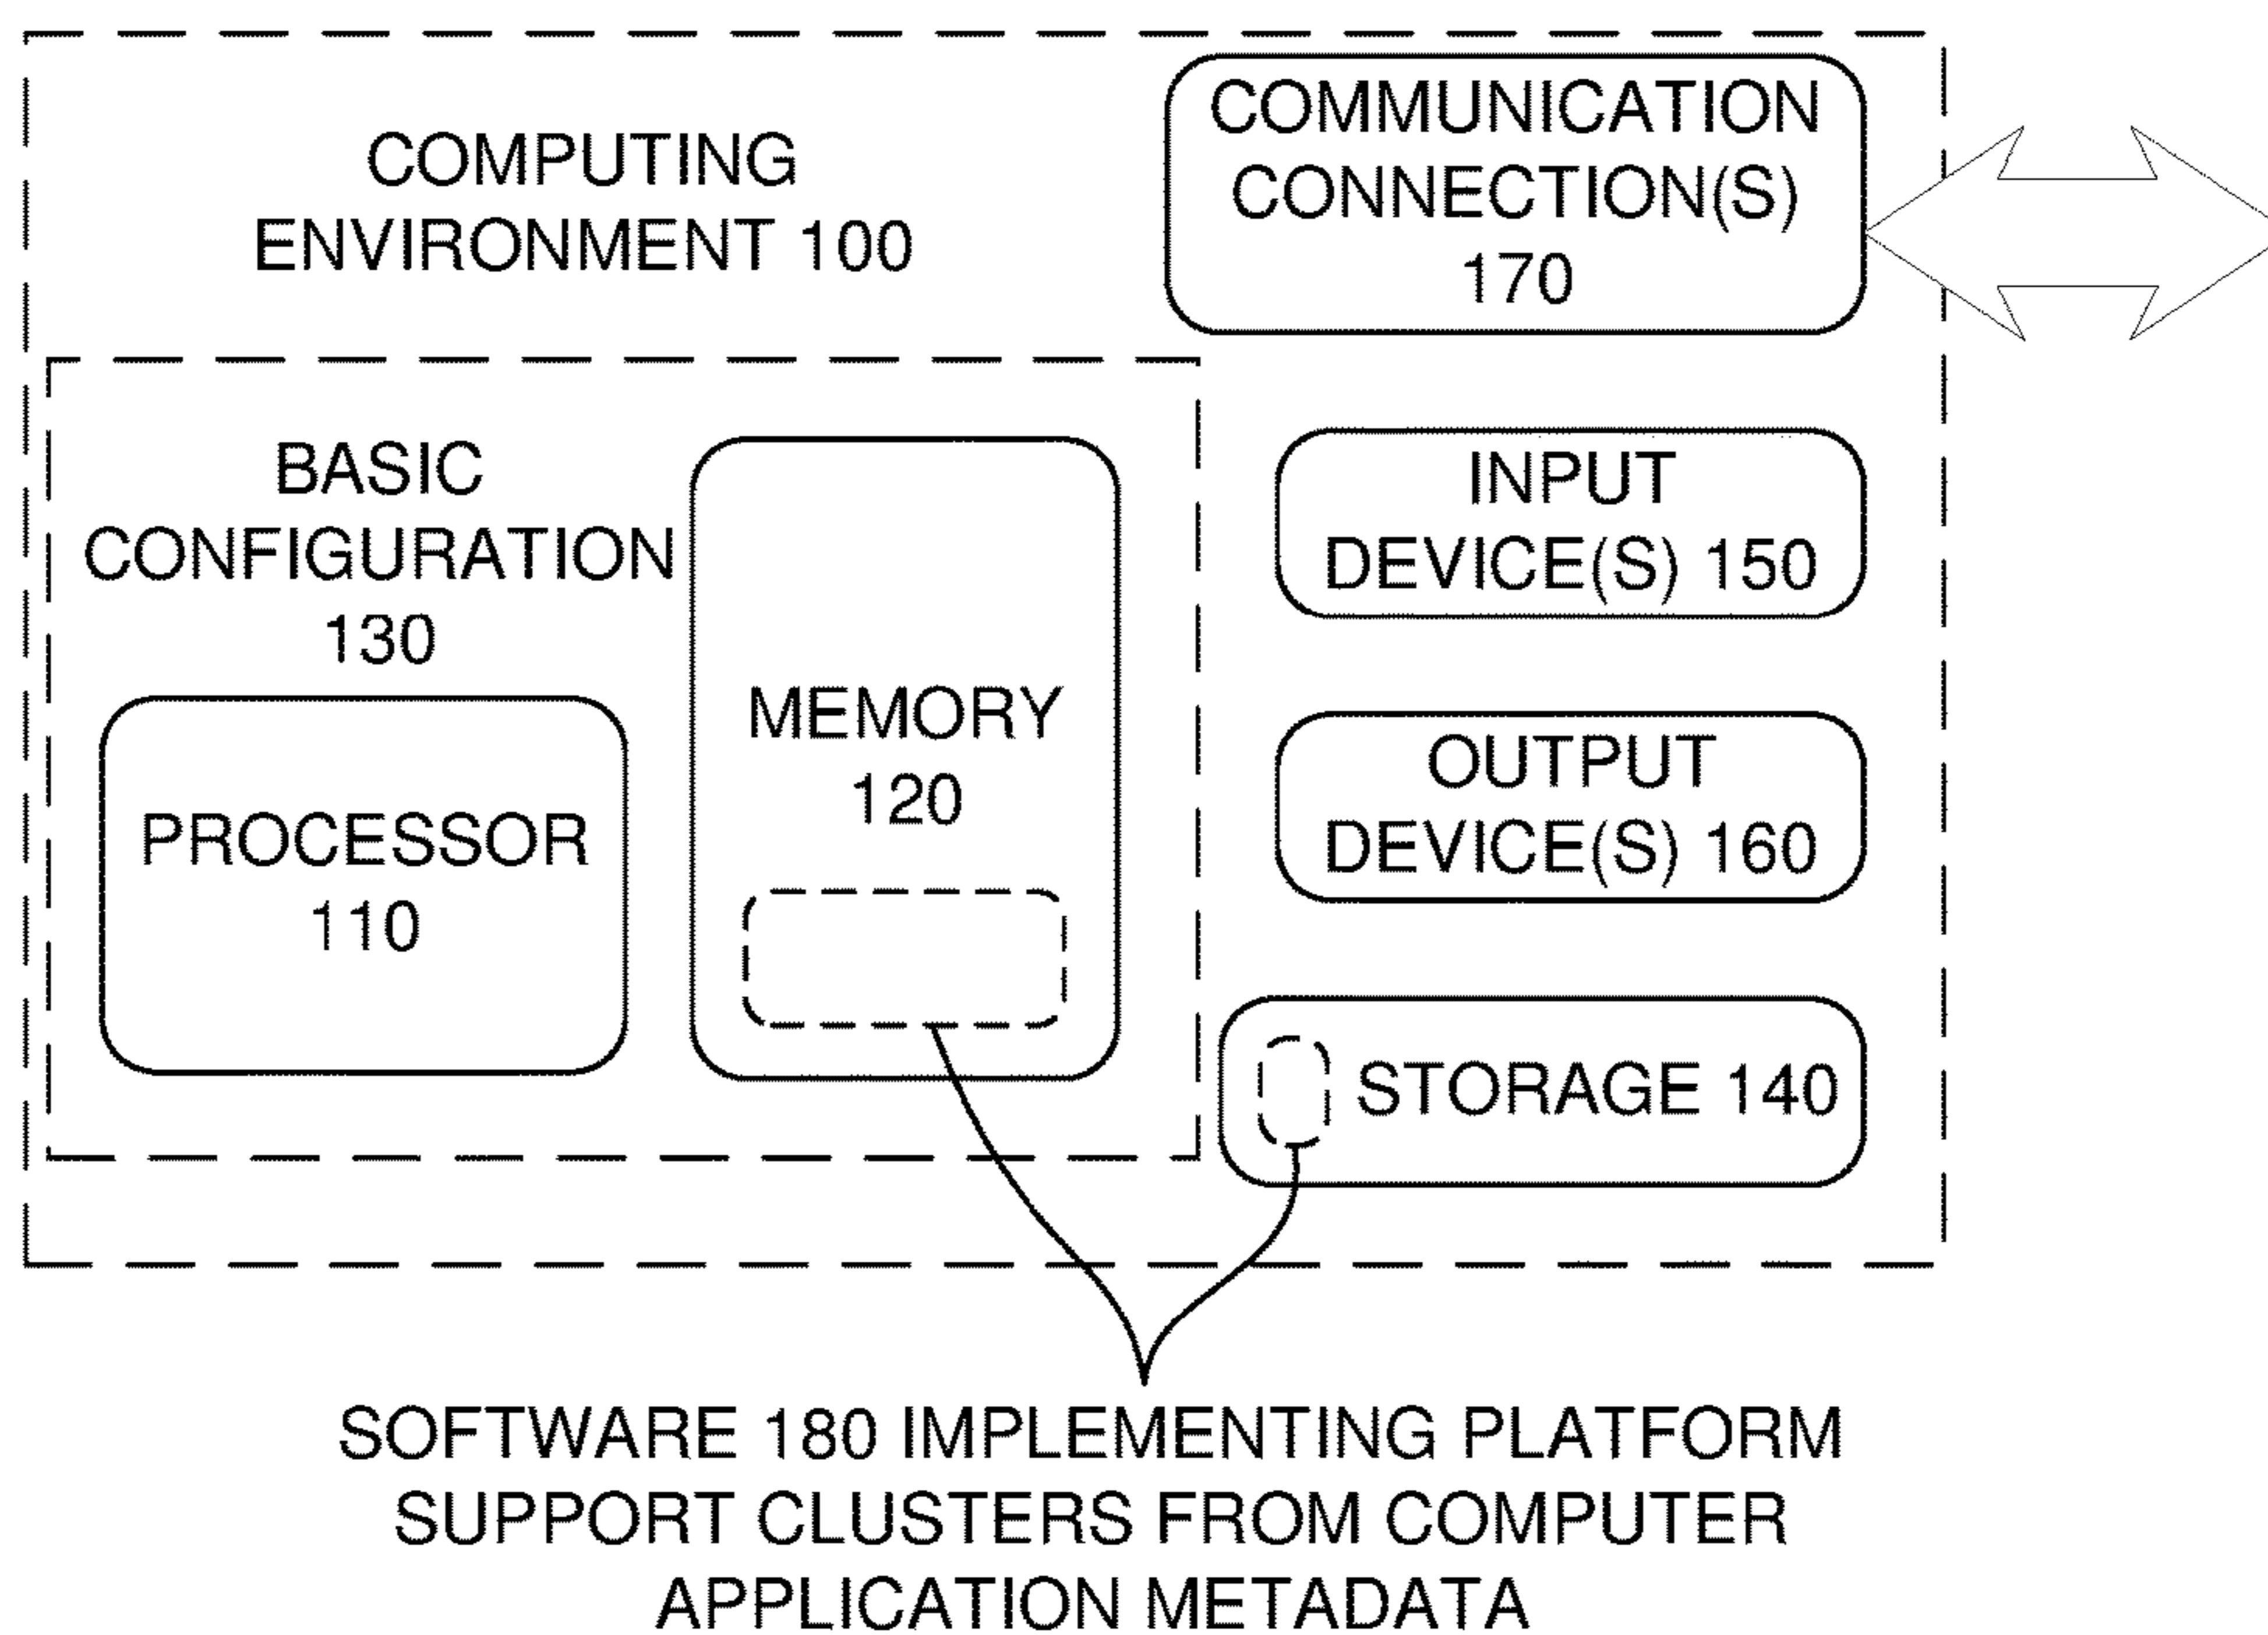 COMPUTING
ENVIRONMENT 100
COMMUNICATION
CONNECTION(S)
170
BASIC
CONFIGURATION
130
PROCESSOR
110
MEMORY
120
INPUT
DEVICE(S) 150
OUTPUT
DEVICE(S) 160
STORAGE 140
SOFTWARE 180 IMPLEMENTING PLATFORM
SUPPORT CLUSTERS FROM COMPUTER
APPLICATION METADATA